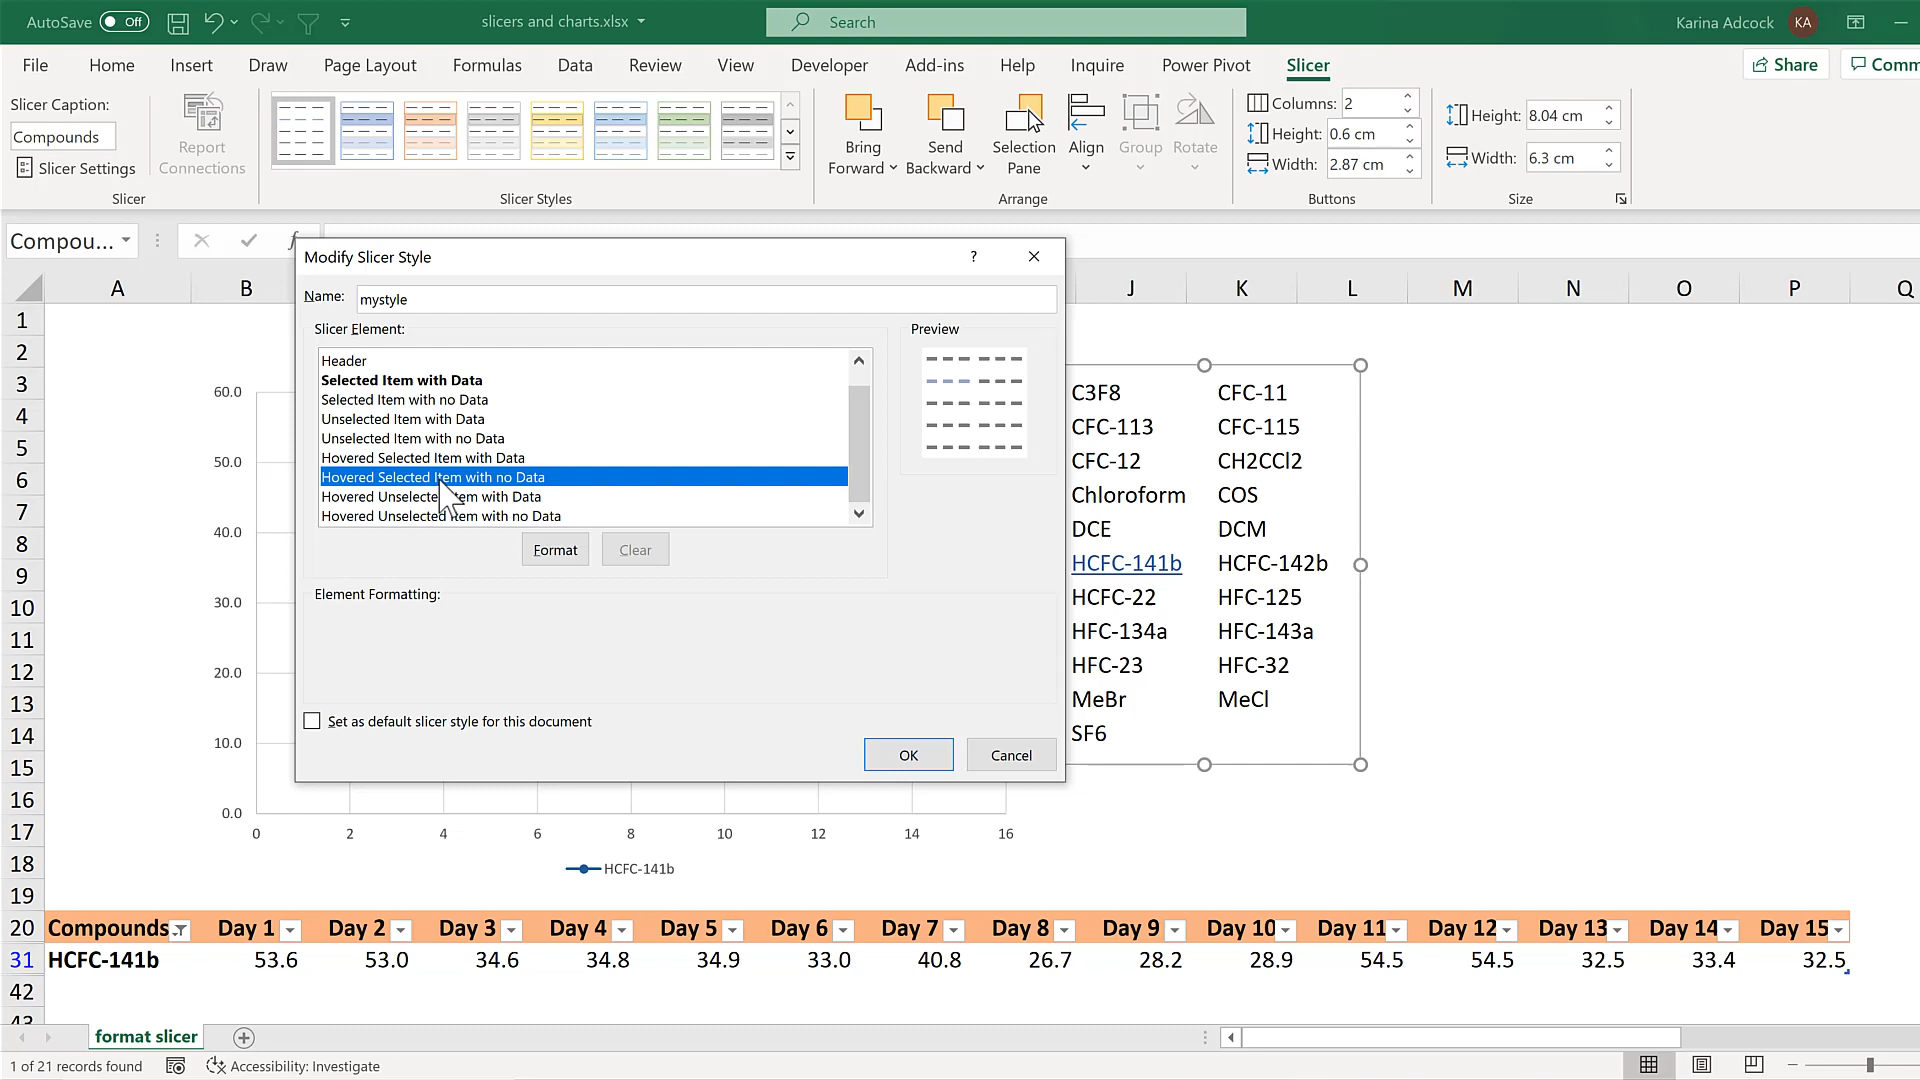 AutoSave Off slicers and charts.xlsx Search Karina Adcock KA
File Home Insert Draw Page Layout Formulas Data Review View Developer Add-ins Help Inquire Power Pivot Slicer Share Comm
Slicer Caption:
Compounds
Slicer Settings
Report
Connections
Slicer
Slicer Styles
Bring
Forward
Send
Backward
Selection
Pane
Align
Group
Rotate
Arrange
Columns: 2
Height: 0.6 cm
Width: 2.87 cm
Buttons
Height: 8.04 cm
Width: 6.3 cm
Size
Compou...
A B J K L M N O P Q
Modify Slicer Style ?
Name: mystyle
Slicer Element:
Header
Selected Item with Data
Selected Item with no Data
Unselected Item with Data
Unselected Item with no Data
Hovered Selected Item with Data
Hovered Selected Item with no Data
Hovered Unselected Item with Data
Hovered Unselected Item with no Data
Format Clear
Preview
Element Formatting:
Set as default slicer style for this document
OK Cancel
1
2
3
4
5
6
7
8
9
10
11
12
13
14
15
16
17
18
19
60.0
50.0
40.0
30.0
20.0
10.0
0.0
0 2 4 6 8 10 12 14 16
HCFC-141b
C3F8 CFC-11
CFC-113 CFC-115
CFC-12 CH2CCl2
Chloroform COS
DCE DCM
HCFC-141b HCFC-142b
HCFC-22 HFC-125
HFC-134a HFC-143a
HFC-23 HFC-32
MeBr MeCl
SF6
20 Compounds Day 1 Day 2 Day 3 Day 4 Day 5 Day 6 Day 7 Day 8 Day 9 Day 10 Day 11 Day 12 Day 13 Day 14 Day 15
31 HCFC-141b 53.6 53.0 34.6 34.8 34.9 33.0 40.8 26.7 28.2 28.9 54.5 54.5 32.5 33.4 32.5
42
43
format slicer
1 of 21 records found Accessibility: Investigate